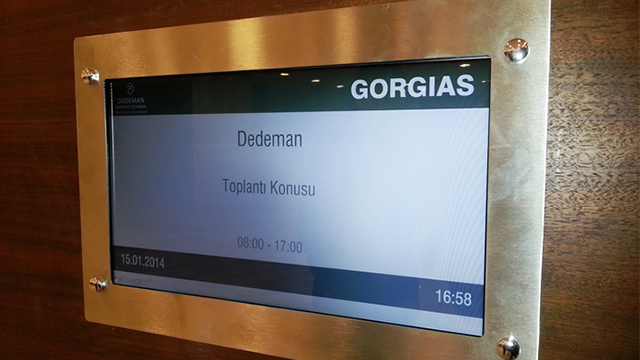 DEDEMAN
GORGIAS
Dedeman
Toplantı Konusu
08:00 - 17:00
15.01.2014
16:58